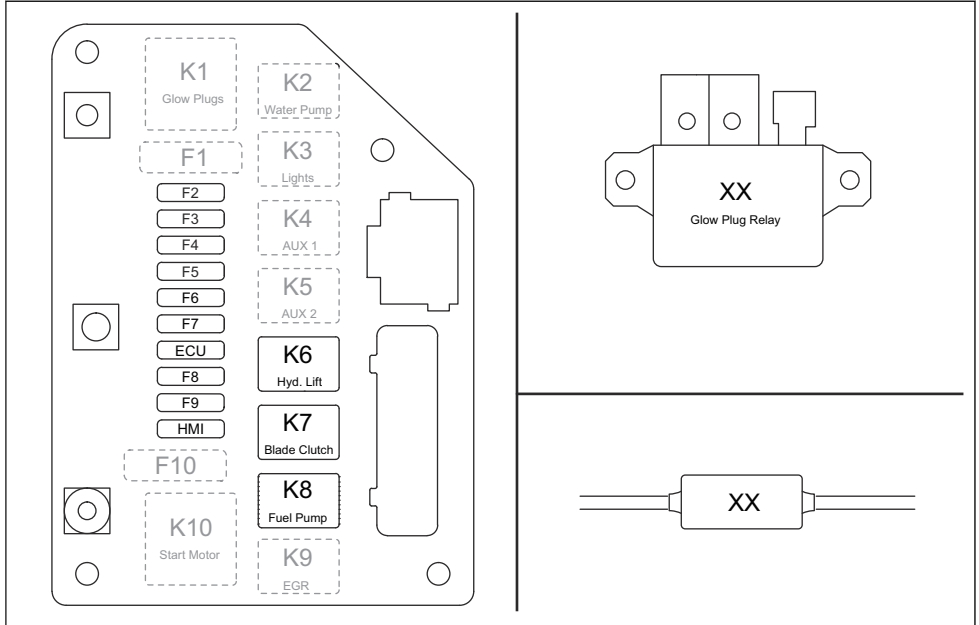 K1
Glow Plugs
F1
F2
F3
F4
F5
F6
F7
ECU
F8
F9
HMI
F10
K10
Start Motor
K2
Water Pump
K3
Lights
K4
AUX 1
K5
AUX 2
K6
Hyd. Lift
K7
Blade Clutch
K8
Fuel Pump
K9
EGR
XX
Glow Plug Relay
XX